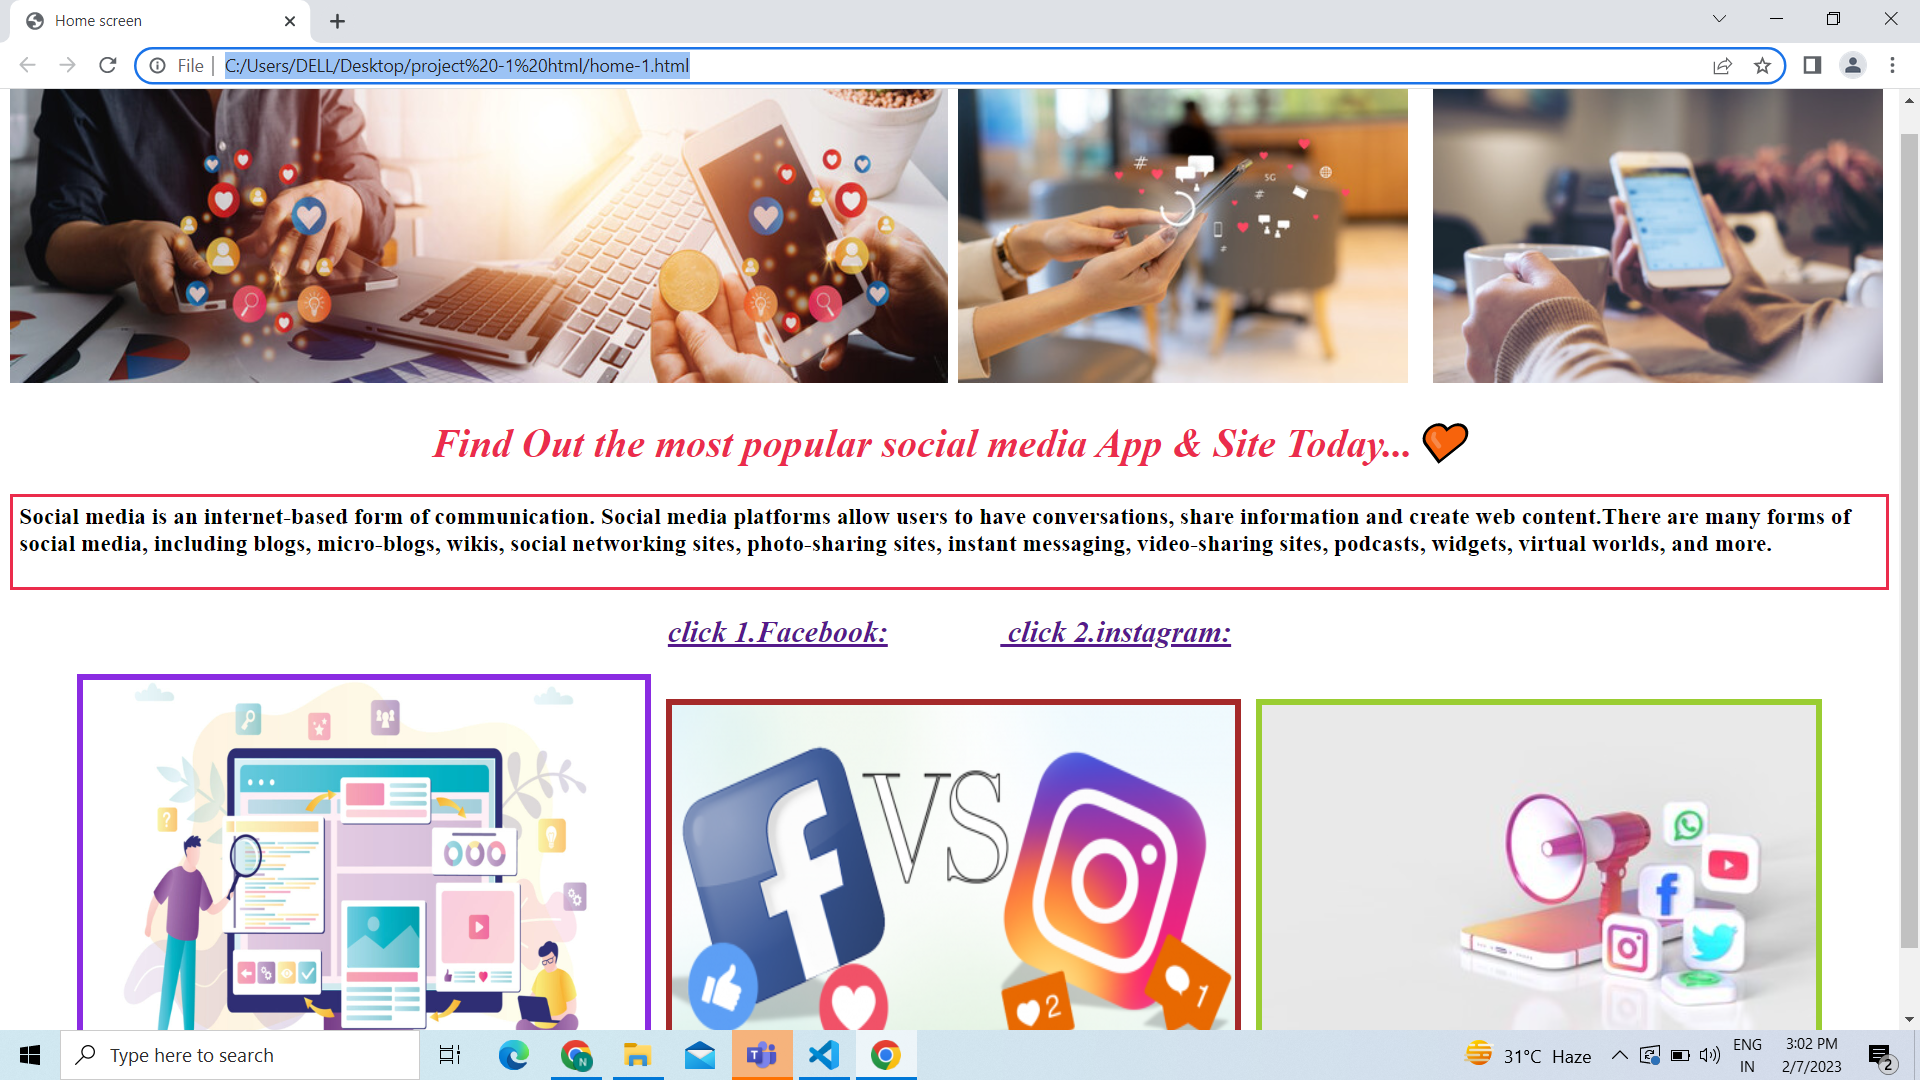 Home screen
File
C:/Users/DELL/Desktop/project%20-1%20html/home-1.html
#
5G
#
#
Find Out the most popular social media App & Site Today...
Social media is an internet-based form of communication. Social media platforms allow users to have conversations, share information and create web content.There are many forms of
social media, including blogs, micro-blogs, wikis, social networking sites, photo-sharing sites, instant messaging, video-sharing sites, podcasts, widgets, virtual worlds, and more.
click 1.Facebook:
click 2.instagram:
?
f VS
2
1
f
Type here to search
N
T
31°C Haze
ENG
IN
3:02 PM
2/7/2023
2